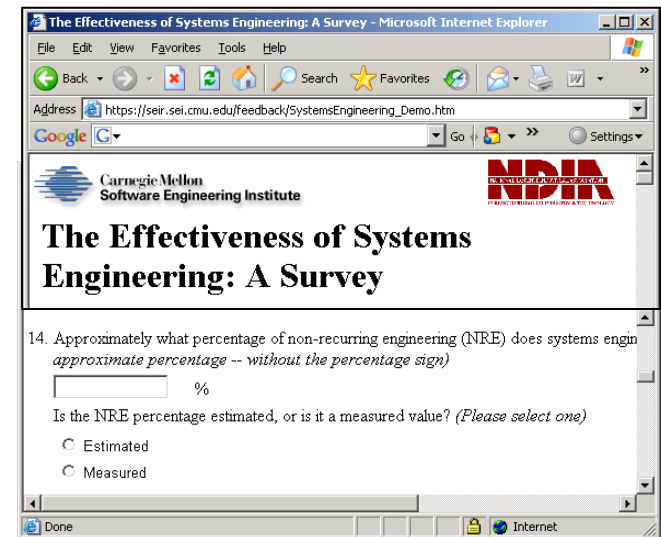 The Effectiveness of Systems Engineering: A Survey - Microsoft Internet Explorer
File Edit View Favorites Tools Help
Back Search Favorites »
Address https://seir.sei.cmu.edu/feedback/SystemsEngineering_Demo.htm
Google G Go » Settings
Carnegie Mellon
Software Engineering Institute
NDIA
The Effectiveness of Systems
Engineering: A Survey
14. Approximately what percentage of non-recurring engineering (NRE) does systems engin
approximate percentage -- without the percentage sign)
%
Is the NRE percentage estimated, or is it a measured value? (Please select one)
Estimated
Measured
Done Internet